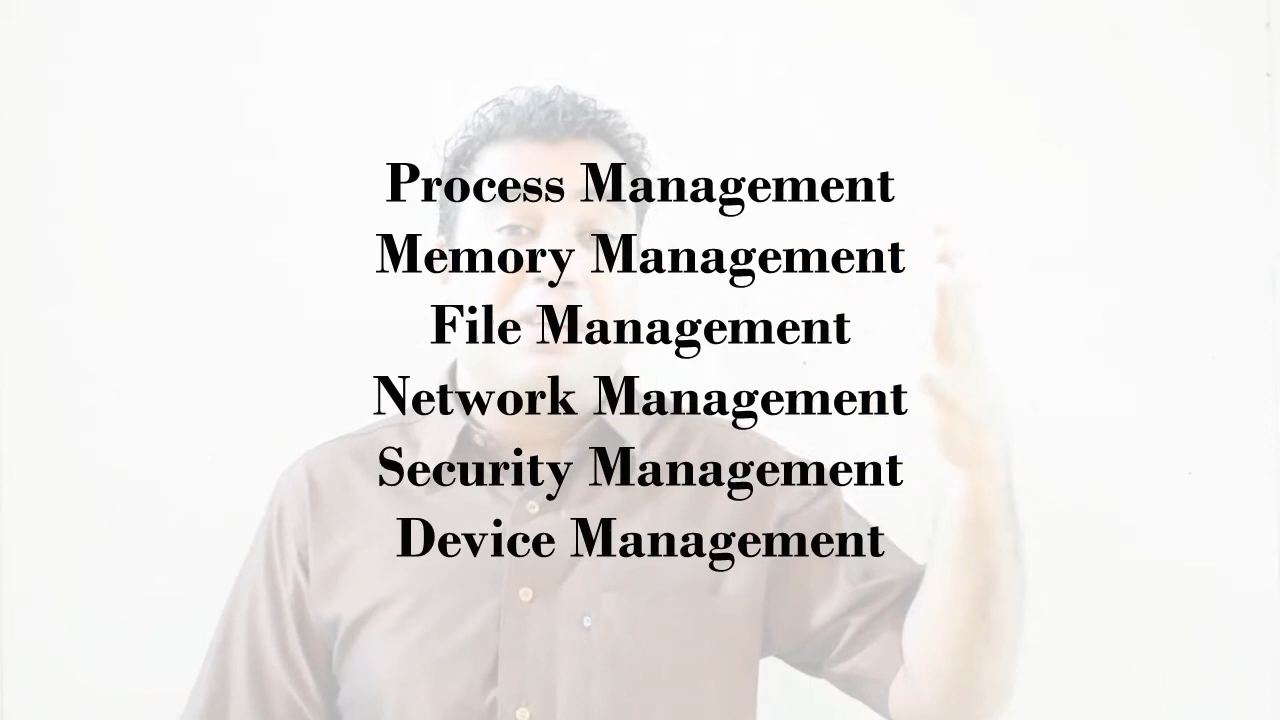 Process Management
Memory Management
File Management
Network Management
Security Management
Device Management